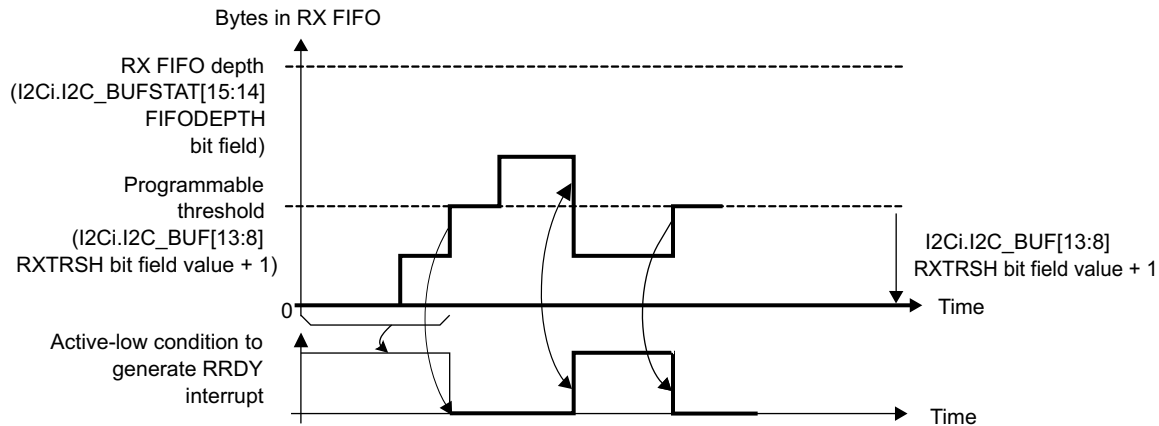 Bytes in RX FIFO
RX FIFO depth
(I2Ci.I2C_BUFSTAT[15:14]
FIFODEPTH
bit field)
Programmable
threshold
(I2Ci.I2C_BUF[13:8]
RXTRSH bit field value + 1)
I2Ci.I2C_BUF[13:8]
RXTRSH bit field value + 1
0
Time
Active-low condition to
generate RRDY
interrupt
Time